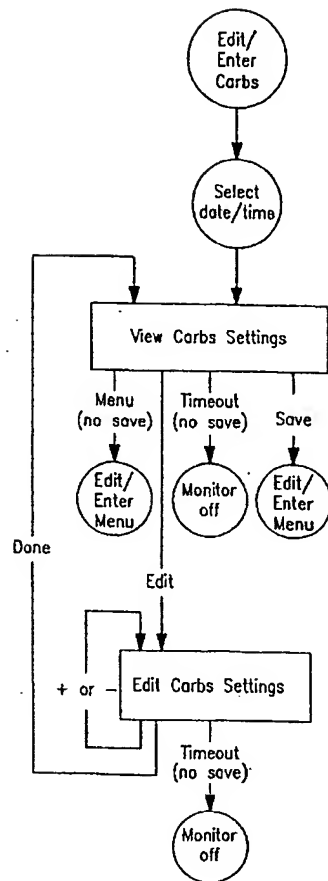 Edit/
Enter
Carbs
Select
date/time
View Carbs Settings
Menu
(no save)
Timeout
(no save)
Save
Edit/
Enter
Menu
Monitor
off
Edit/
Enter
Menu
Done
Edit
+ or -
Edit Carbs Settings
Timeout
(no save)
Monitor
off